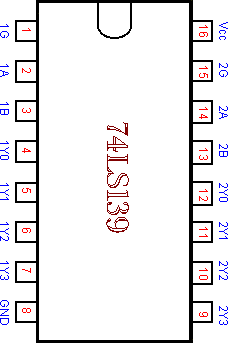 1G 1 16 Vcc
1A 2 15 2G
1B 3 14 2A
1Y0 4 13 2B
1Y1 5 12 2Y0
1Y2 6 11 2Y1
1Y3 7 10 2Y2
GND 8 9 2Y3
74LS139